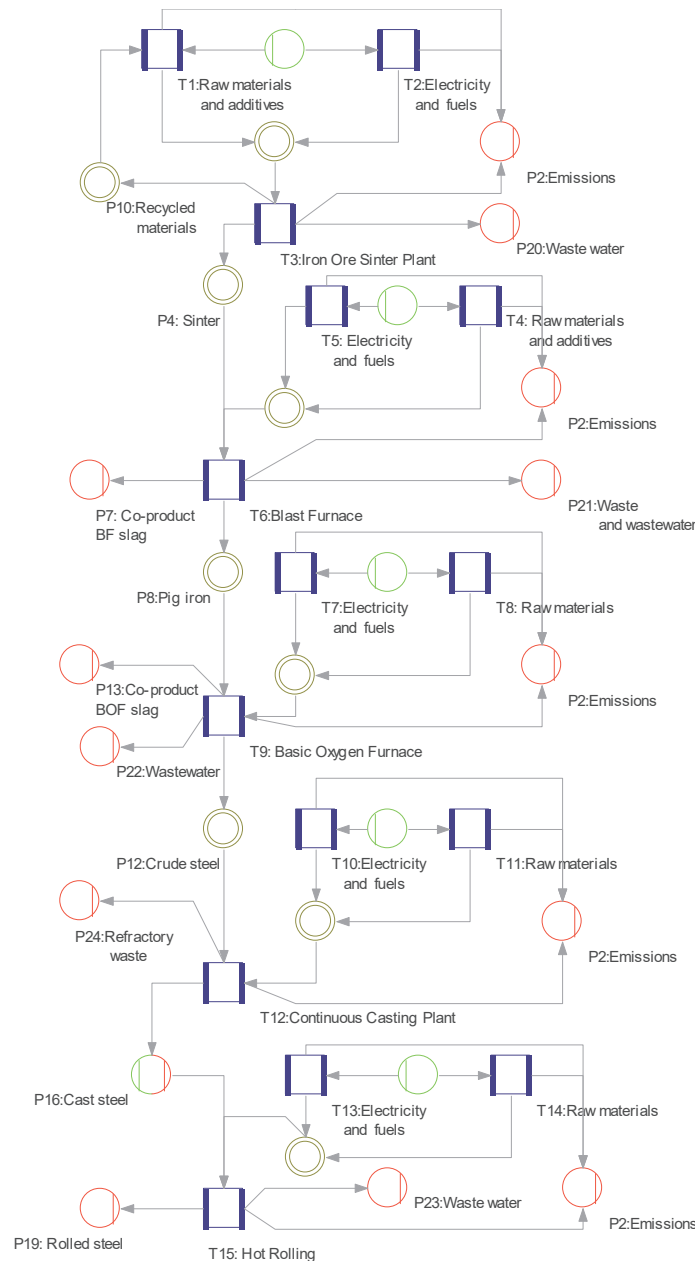 T1:Raw materials
and additives
T2:Electricity
and fuels
P2:Emissions
P10:Recycled
materials
P20:Waste water
T3:Iron Ore Sinter Plant
P4: Sinter
T5: Electricity
and fuels
T4: Raw materials
and additives
P2:Emissions
P7: Co-product
BF slag
T6:Blast Furnace
P21:Waste
and wastewater
P8:Pig iron
T7:Electricity
and fuels
T8: Raw materials
P13:Co-product
BOF slag
P2:Emissions
T9: Basic Oxygen Furnace
P22:Wastewater
P12:Crude steel
T10:Electricity
and fuels
T11:Raw materials
P24:Refractory
waste
P2:Emissions
T12:Continuous Casting Plant
P16:Cast steel
T13:Electricity
and fuels
T14:Raw materials
P23:Waste water
P2:Emissions
P19: Rolled steel
T15: Hot Rolling